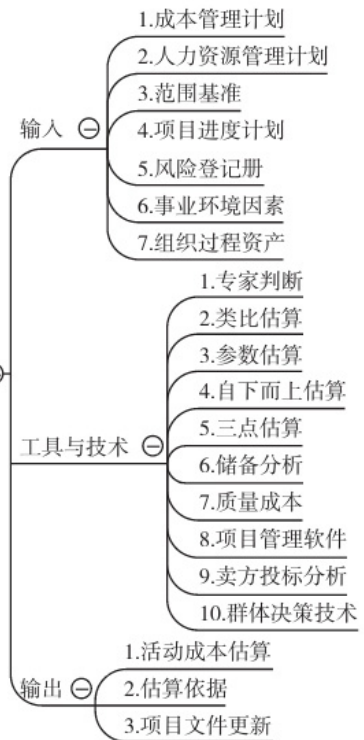 输入
1.成本管理计划
2.人力资源管理计划
3.范围基准
4.项目进度计划
5.风险登记册
6.事业环境因素
7.组织过程资产
工具与技术
1.专家判断
2.类比估算
3.参数估算
4.自下而上估算
5.三点估算
6.储备分析
7.质量成本
8.项目管理软件
9.卖方投标分析
10.群体决策技术
输出
1.活动成本估算
2.估算依据
3.项目文件更新